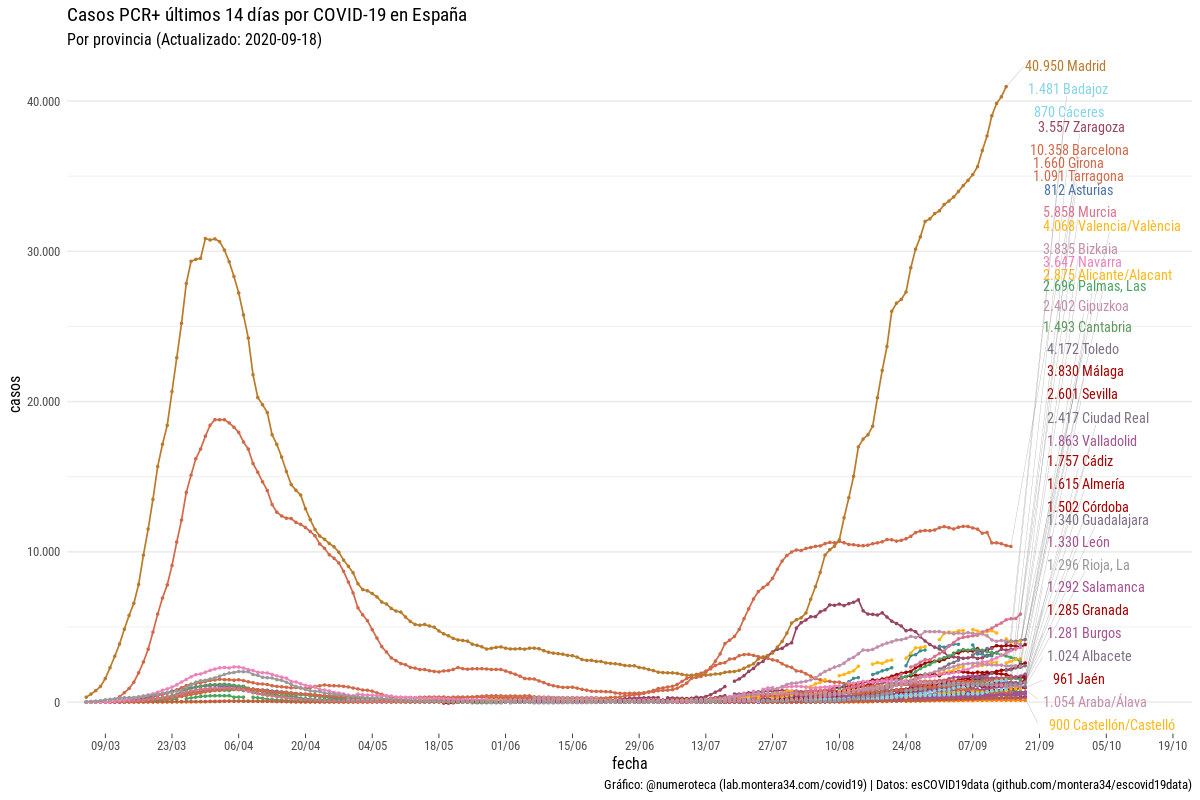 Casos PCR+ últimos 14 días por COVID-19 en España
Por provincia (Actualizado: 2020-09-18)
casos
40.000
30.000
20.000
10.000
0
40.950 Madrid
1.481 Badajoz
870 Cáceres
3.557 Zaragoza
10.358 Barcelona
1.660 Girona
1.091 Tarragona
812 Asturias
5.858 Murcia
4.068 Valencia/València
3.835 Bizkaia
3.647 Navarra
2.875 Alicante/Alacant
2.696 Palmas, Las
2.402 Gipuzkoa
1.493 Cantabria
4.172 Toledo
3.830 Málaga
2.601 Sevilla
2.417 Ciudad Real
1.863 Valladolid
1.757 Cádiz
1.615 Almería
1.502 Córdoba
1.340 Guadalajara
1.330 León
1.296 Rioja, La
1.292 Salamanca
1.285 Granada
1.281 Burgos
1.024 Albacete
961 Jaén
1.054 Araba/Álava
900 Castellón/Castelló
09/03 23/03 06/04 20/04 04/05 18/05 01/06 15/06 29/06 13/07 27/07 10/08 24/08 07/09 21/09 05/10 19/10
fecha
Gráfico: @numeroteca (lab.montera34.com/covid19) | Datos: esCOVID19data (github.com/montera34/escovid19data)